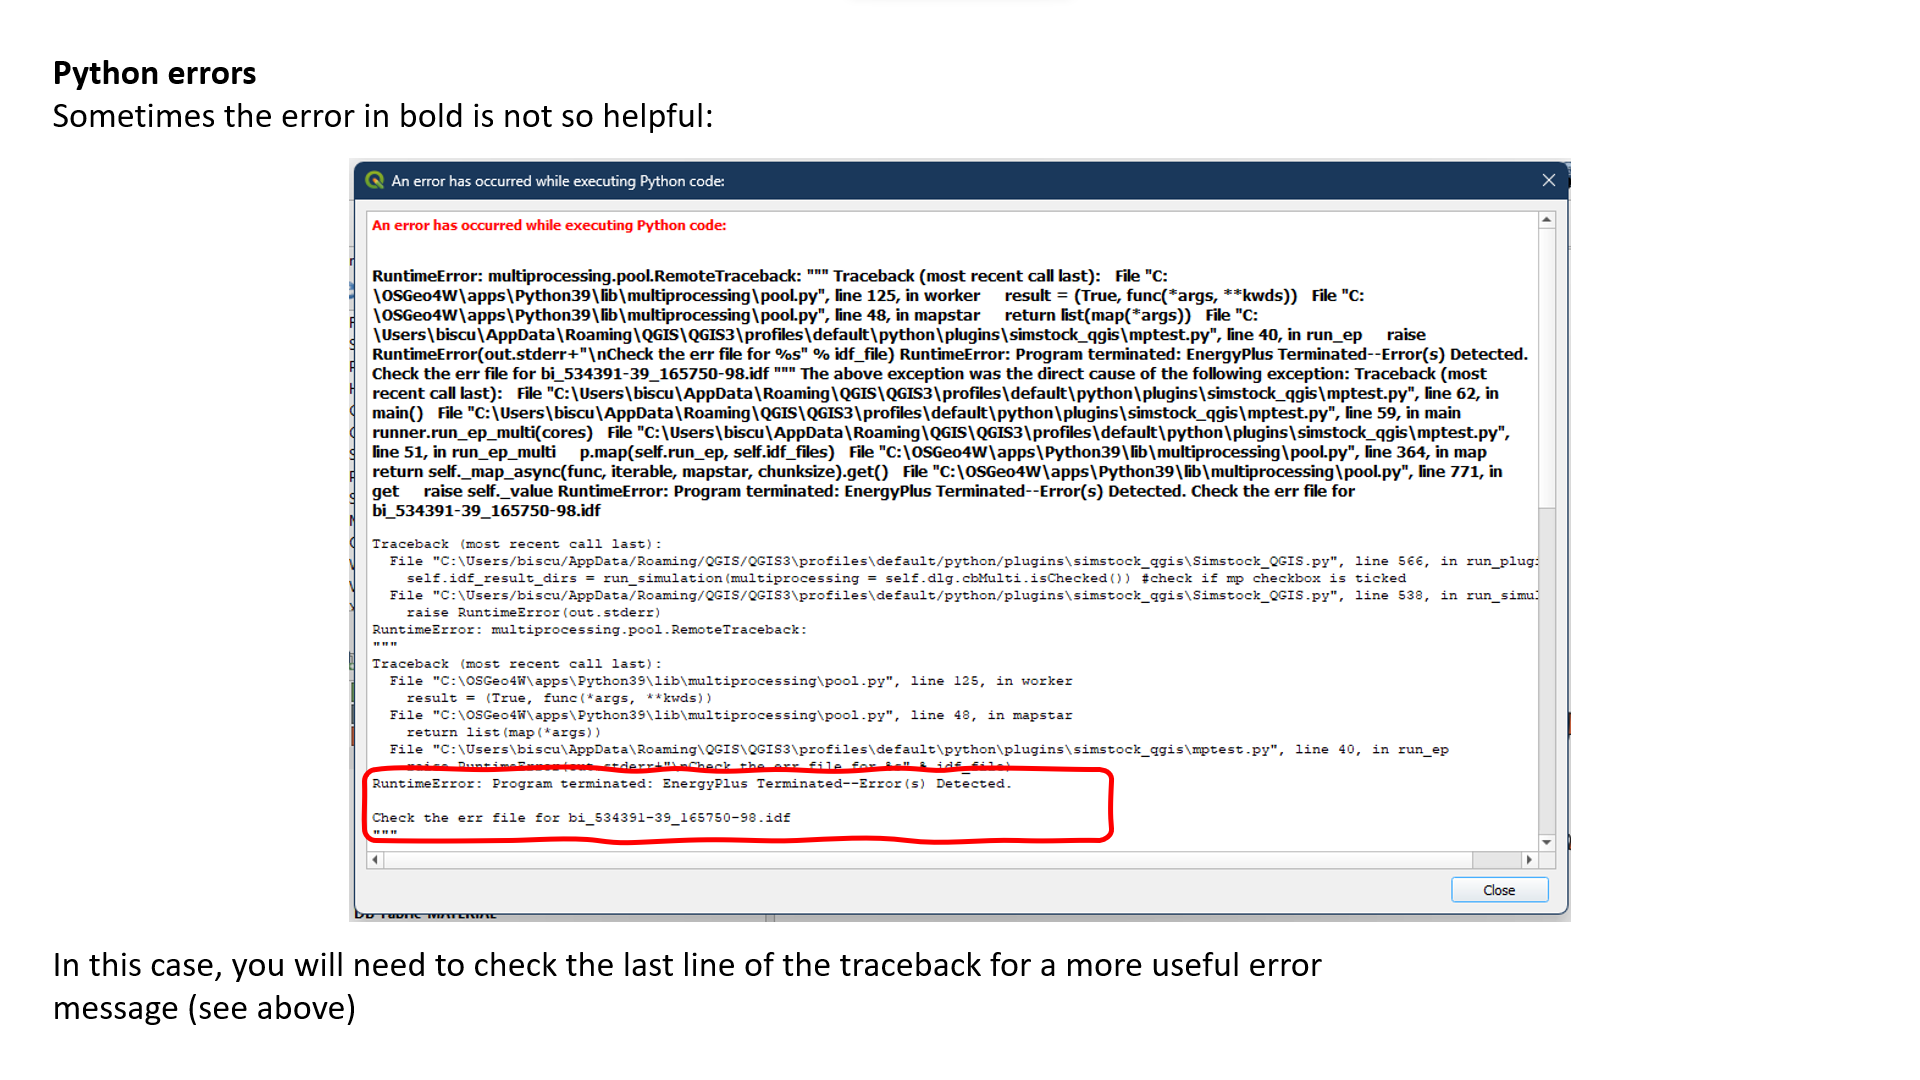 Python errors
Sometimes the error in bold is not so helpful:
An error has occurred while executing Python code:
An error has occurred while executing Python code:
RuntimeError: multiprocessing.pool.RemoteTraceback: """ Traceback (most recent call last): File "C:
\OSGeo4W\apps\Python39\lib\multiprocessing\pool.py", line 125, in worker result = (True, func(*args, **kwds)) File "C:
\OSGeo4W\apps\Python39\lib\multiprocessing\pool.py", line 48, in mapstar return list(map(*args)) File "C:
\Users\biscu\AppData\Roaming\QGIS\QGIS3\profiles\default\python\plugins\simstock_qgis\mptest.py", line 40, in run_ep raise
RuntimeError(out.stderr+"\nCheck the err file for %s" % idf_file) RuntimeError: Program terminated: EnergyPlus Terminated--Error(s) Detected.
Check the err file for bi_534391-39_165750-98.idf """ The above exception was the direct cause of the following exception: Traceback (most
recent call last): File "C:\Users\biscu\AppData\Roaming\QGIS\QGIS3\profiles\default\python\plugins\simstock_qgis\mptest.py", line 62, in
main() File "C:\Users\biscu\AppData\Roaming\QGIS\QGIS3\profiles\default\python\plugins\simstock_qgis\mptest.py", line 59, in main
runner.run_ep_multi(cores) File "C:\Users\biscu\AppData\Roaming\QGIS\QGIS3\profiles\default\python\plugins\simstock_qgis\mptest.py",
line 51, in run_ep_multi p.map(self.run_ep, self.idf_files) File "C:\OSGeo4W\apps\Python39\lib\multiprocessing\pool.py", line 364, in map
return self._map_async(func, iterable, mapstar, chunksize).get() File "C:\OSGeo4W\apps\Python39\lib\multiprocessing\pool.py", line 771, in
get raise self._value RuntimeError: Program terminated: EnergyPlus Terminated--Error(s) Detected. Check the err file for
bi_534391-39_165750-98.idf
Traceback (most recent call last):
File "C:\Users/biscu/AppData/Roaming/QGIS/QGIS3\profiles\default/python/plugins\simstock_qgis\Simstock_QGIS.py", line 566, in run_plug
self.idf_result_dirs = run_simulation(multiprocessing = self.dlg.cbMulti.isChecked()) #check if mp checkbox is ticked
File "C:\Users/biscu/AppData/Roaming/QGIS/QGIS3\profiles\default/python/plugins\simstock_qgis\Simstock_QGIS.py", line 538, in run_simu
raise RuntimeError(out.stderr)
RuntimeError: multiprocessing.pool.RemoteTraceback:
"""
Traceback (most recent call last):
File "C:\OSGeo4W\apps\Python39\lib\multiprocessing\pool.py", line 125, in worker
result = (True, func(*args, **kwds))
File "C:\OSGeo4W\apps\Python39\lib\multiprocessing\pool.py", line 48, in mapstar
return list(map(*args))
File "C:\Users\biscu\AppData\Roaming\QGIS\QGIS3\profiles\default\python\plugins\simstock_qgis\mptest.py", line 40, in run_ep
raise RuntimeError(out.stderr+"\nCheck the err file for %s" % idf_file)
RuntimeError: Program terminated: EnergyPlus Terminated--Error(s) Detected.
Check the err file for bi_534391-39_165750-98.idf
"""
Close
DB-Fabric-MATERIAL
In this case, you will need to check the last line of the traceback for a more useful error
message (see above)